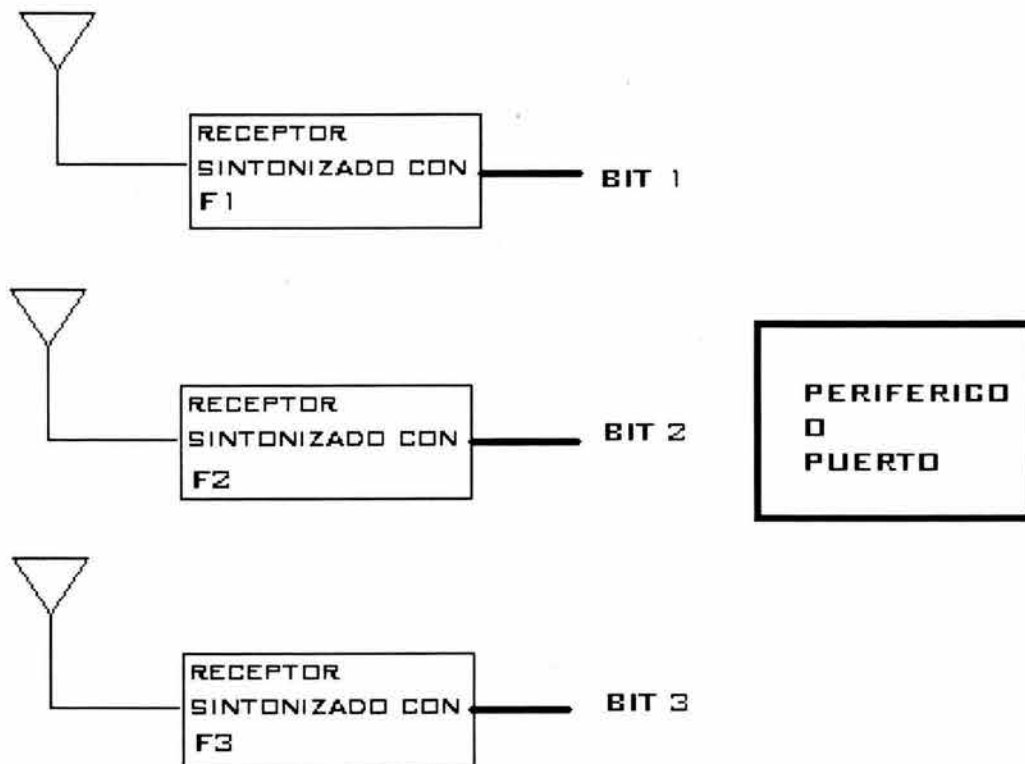 RECEPTOR
SINTONIZADO CON
F1
BIT 1
RECEPTOR
SINTONIZADO CON
F2
BIT 2
PERIFERICO
O
PUERTO
RECEPTOR
SINTONIZADO CON
F3
BIT 3